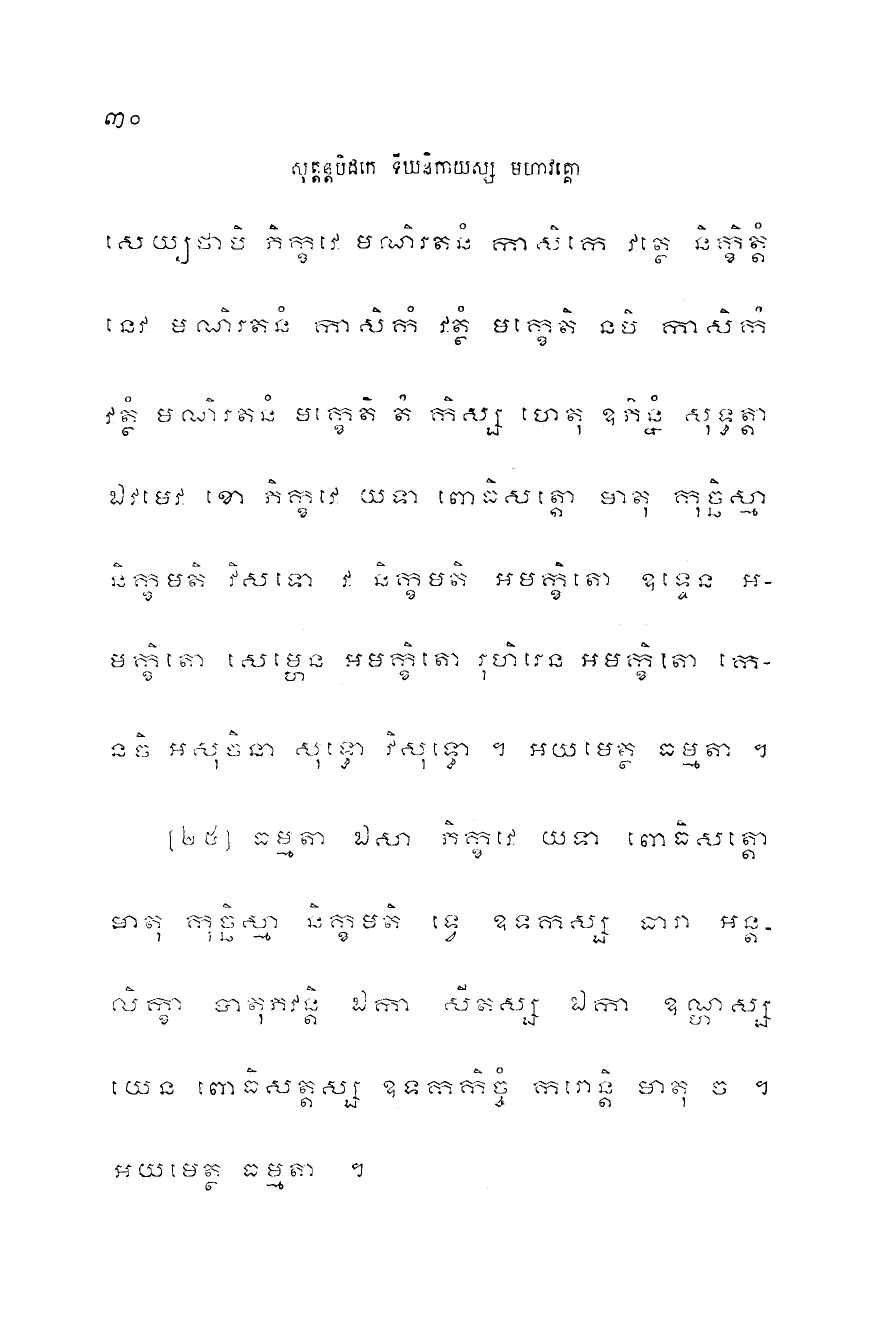 ៣០
សុត្តន្តបិដកេ ទីឃនិកាយស្ស មហាវគ្គោ
សេយ្យថាបិ ភិក្ខវេ មណិរតនំ កាសិកេ វត្ថេ និក្ខិត្តំ
នេវ មណិរតនំ កាសិកំ វត្ថំ មក្ខេតិ នបិ កាសិកំ
វត្ថំ មណិរតនំ មក្ខេតិ តំ កិស្ស ហេតុ ឧភិន្នំ សុទ្ធត្តា
ឯវមេវ ខោ ភិក្ខវេ យទា ពោធិសត្តោ មាតុ កុច្ឆិស្មា
និក្ខមតិ វិសទោ វ និក្ខមតិ អមក្ខិតោ ឧទ្ទេន អ-
មក្ខិតោ សេម្ហេន អមក្ខិតោ រុហិរេន អមក្ខិតោ កេ-
នចិ អសុចិនា សុទ្ធោ វិសុទ្ធោ ។ អយមេត្ថ ធម្មតា ។
[២៥] ធម្មតា ឯសា ភិក្ខវេ យទា ពោធិសត្តោ
មាតុ កុច្ឆិស្មា និក្ខមតិ ទ្វេ ឧទកស្ស ធារា អន្ត-
លិក្ខា បាតុភវន្តិ ឯកា សីតស្ស ឯកា ឧណ្ហស្ស
យេន ពោធិសត្តស្ស ឧទកកិច្ចំ ករោន្តិ មាតុ ច ។
អយមេត្ថ ធម្មតា ។